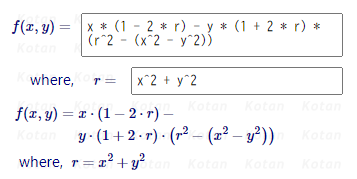 f(x, y) = x * (1 - 2 * r) - y * (1 + 2 * r) *
(r^2 - (x^2 - y^2))
where, r = x^2 + y^2
f(x, y) = x · (1 − 2 · r) −
y · (1 + 2 · r) · (r² − (x² − y²))
where, r = x² + y²